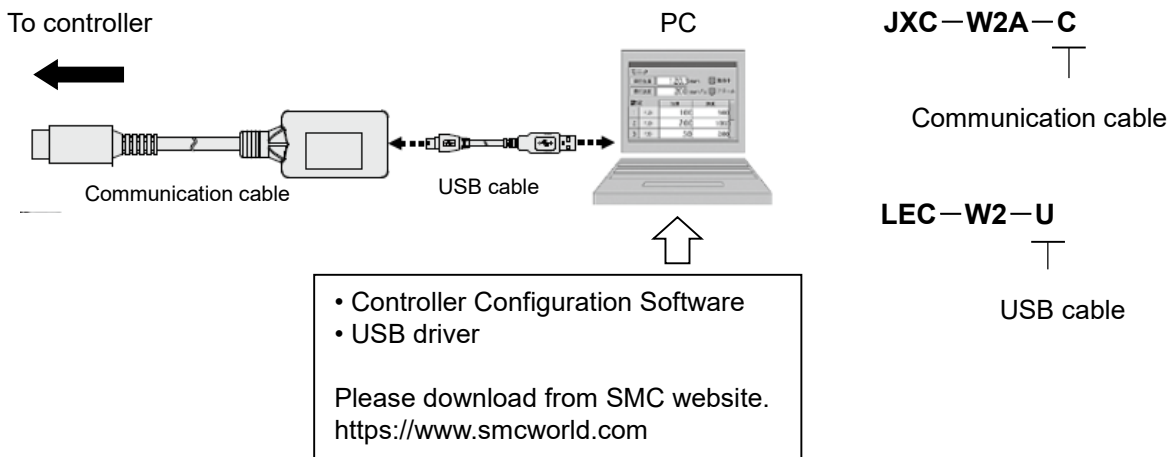 To controller
PC
JXC－W2A－C
Communication cable
Communication cable
USB cable
LEC－W2－U
USB cable
• Controller Configuration Software
• USB driver
Please download from SMC website.
https://www.smcworld.com